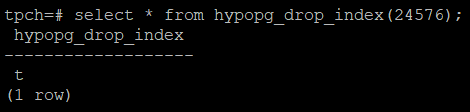 tpch=# select * from hypopg_drop_index(24576);
 hypopg_drop_index
-------------------
 t
(1 row)